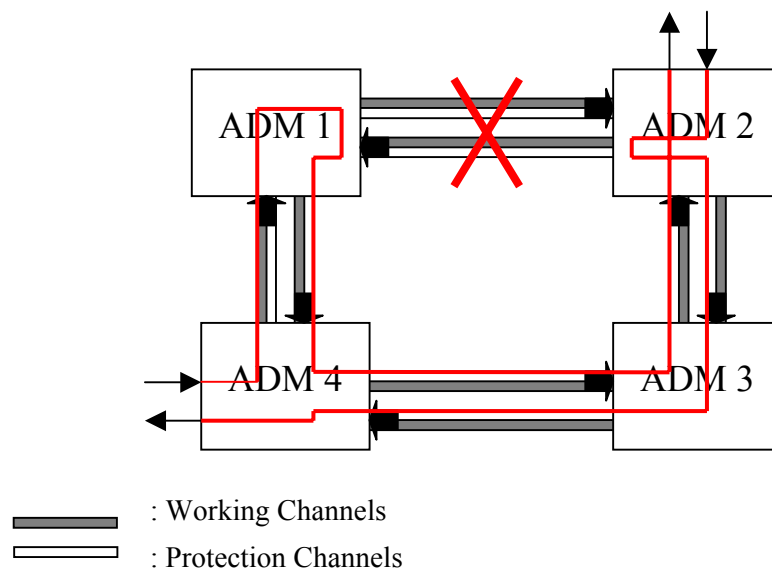 ADM 1
ADM 2
ADM 4
ADM 3
: Working Channels
: Protection Channels